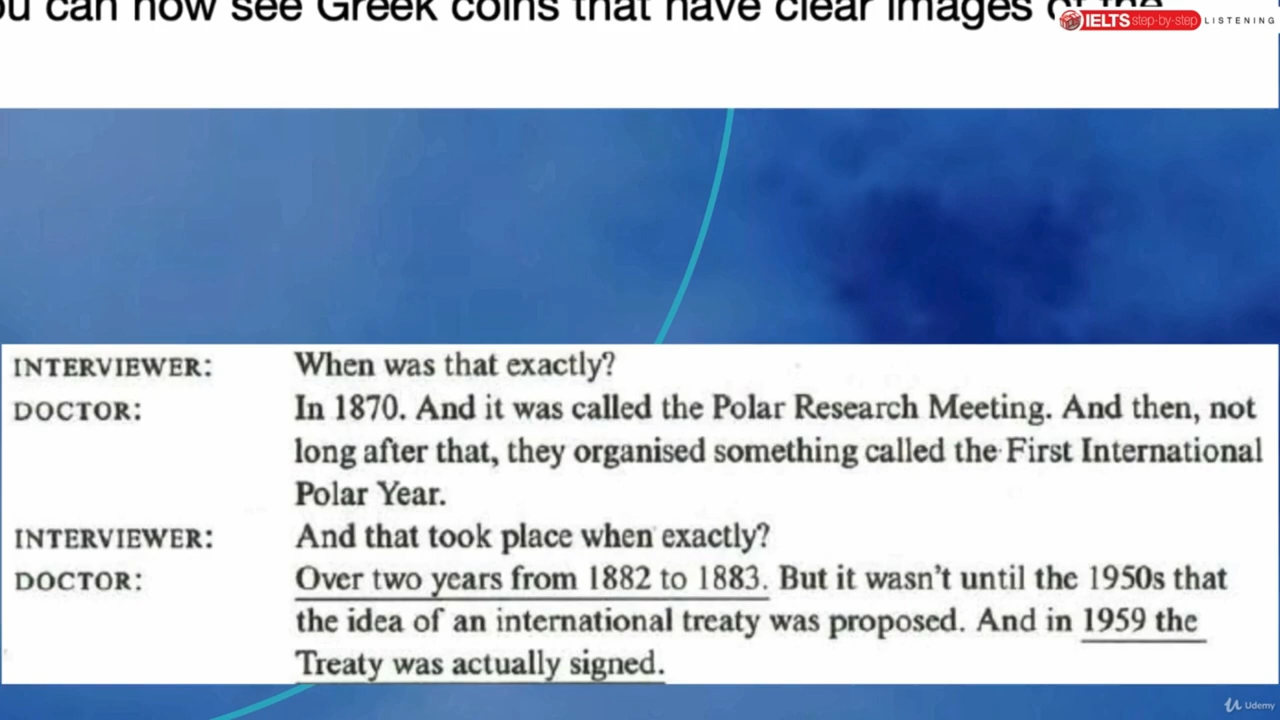 ou can now see Greek coins that have clear images of the
IELTS step-by-step LISTENING
INTERVIEWER: When was that exactly?
DOCTOR: In 1870. And it was called the Polar Research Meeting. And then, not
long after that, they organised something called the First International
Polar Year.
INTERVIEWER: And that took place when exactly?
DOCTOR: Over two years from 1882 to 1883. But it wasn't until the 1950s that
the idea of an international treaty was proposed. And in 1959 the
Treaty was actually signed.
Udemy